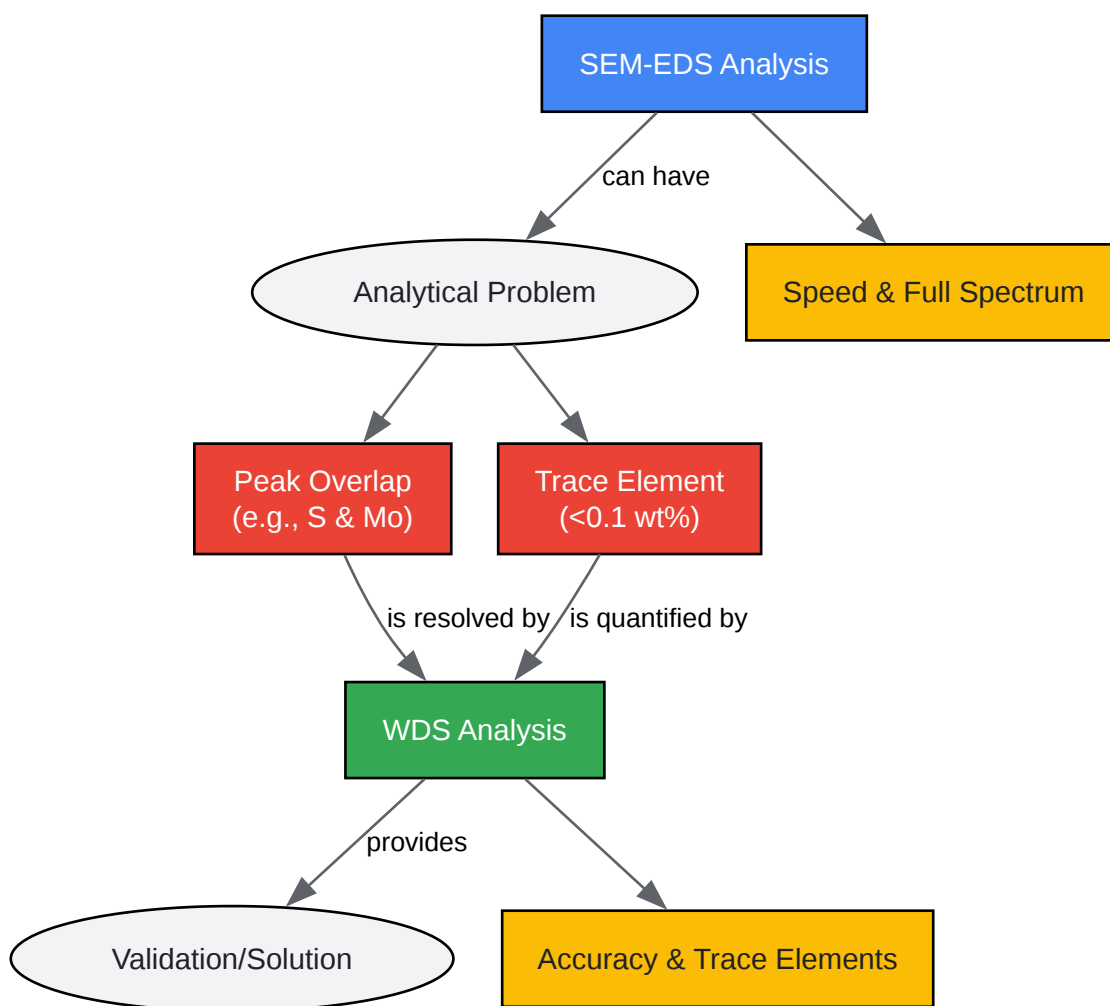 SEM-EDS Analysis
can have
Analytical Problem
Speed & Full Spectrum
Peak Overlap
(e.g., S & Mo)
Trace Element
(<0.1 wt%)
is resolved by
is quantified by
WDS Analysis
provides
Validation/Solution
Accuracy & Trace Elements